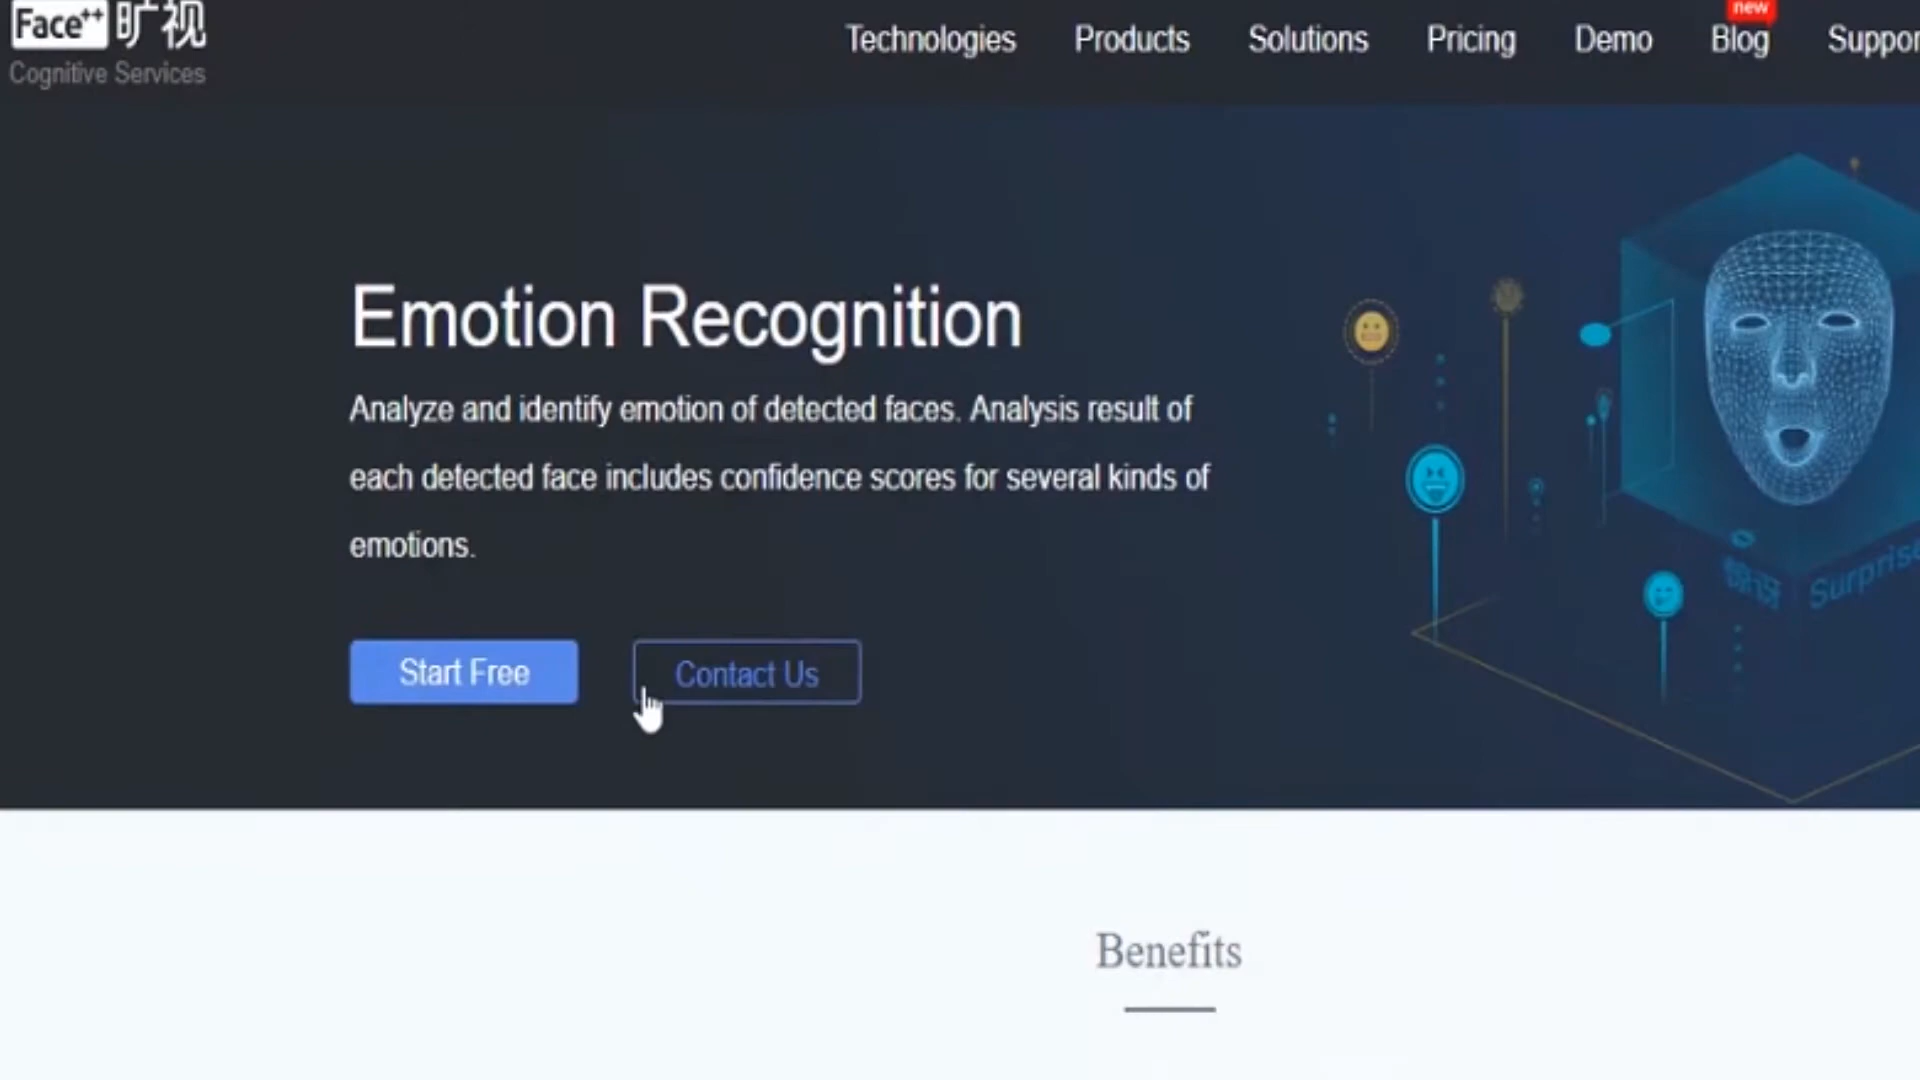 Face++ 旷视
Cognitive Services
Technologies Products Solutions Pricing Demo Blog new
Emotion Recognition
Analyze and identify emotion of detected faces. Analysis result of
each detected face includes confidence scores for several kinds of
emotions.
Start Free Contact Us
Benefits